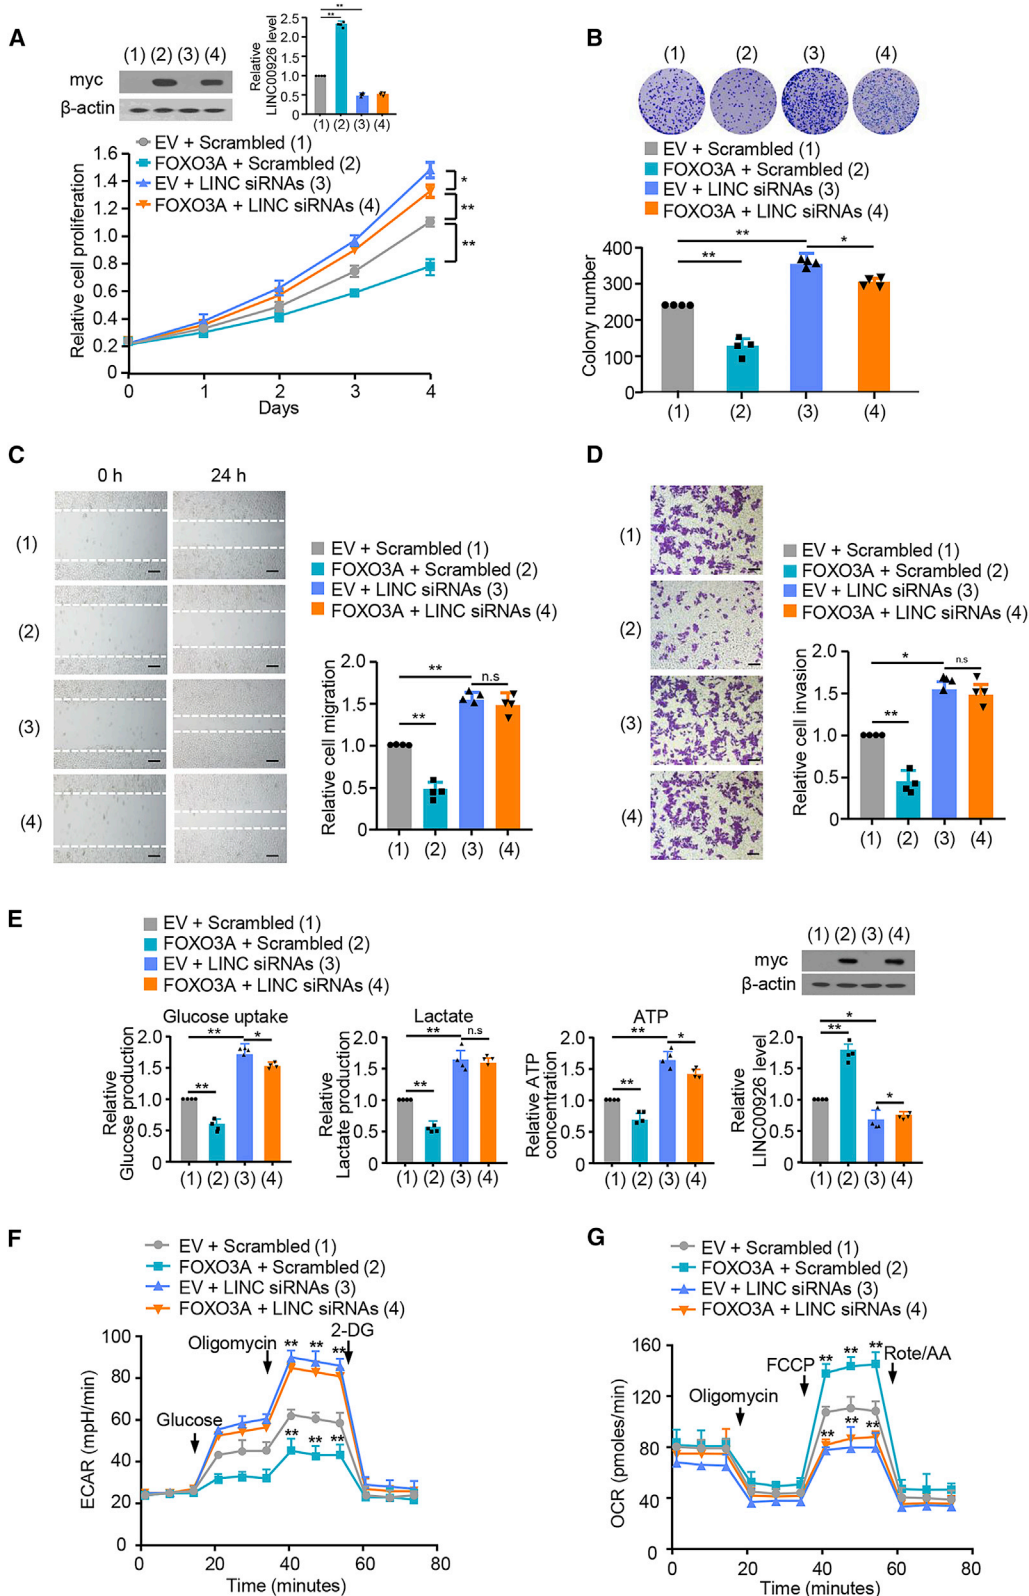 A
(1) (2) (3) (4)
myc
β-actin
Relative
LINC00926 level
2.5
2.0
1.5
1.0
0.5
0
** **
(1) (2) (3) (4)
EV + Scrambled (1)
FOXO3A + Scrambled (2)
EV + LINC siRNAs (3)
FOXO3A + LINC siRNAs (4)
Relative cell proliferation
1.6
1.4
1.2
1.0
0.8
0.6
0.4
0.2
0
*
**
**
0 1 2 3 4
Days
B
(1) (2) (3) (4)
EV + Scrambled (1)
FOXO3A + Scrambled (2)
EV + LINC siRNAs (3)
FOXO3A + LINC siRNAs (4)
Colony number
400
300
200
100
0
** ** *
(1) (2) (3) (4)
C
0 h 24 h
(1)
(2)
(3)
(4)
EV + Scrambled (1)
FOXO3A + Scrambled (2)
EV + LINC siRNAs (3)
FOXO3A + LINC siRNAs (4)
Relative cell migration
2.0
1.5
1.0
0.5
0
** ** n.s
(1) (2) (3) (4)
D
(1)
(2)
(3)
(4)
EV + Scrambled (1)
FOXO3A + Scrambled (2)
EV + LINC siRNAs (3)
FOXO3A + LINC siRNAs (4)
Relative cell invasion
2.0
1.5
1.0
0.5
0
* ** n.s
(1) (2) (3) (4)
E
EV + Scrambled (1)
FOXO3A + Scrambled (2)
EV + LINC siRNAs (3)
FOXO3A + LINC siRNAs (4)
Glucose uptake
Relative
Glucose production
2.0
1.5
1.0
0.5
0
** ** *
(1) (2) (3) (4)
Lactate
Relative
Lactate production
2.0
1.5
1.0
0.5
0
** ** n.s
(1) (2) (3) (4)
ATP
Relative ATP
concentration
2.0
1.5
1.0
0.5
0
** ** *
(1) (2) (3) (4)
(1) (2) (3) (4)
myc
β-actin
Relative
LINC00926 level
2.0
1.5
1.0
0.5
0
* ** *
(1) (2) (3) (4)
F
EV + Scrambled (1)
FOXO3A + Scrambled (2)
EV + LINC siRNAs (3)
FOXO3A + LINC siRNAs (4)
ECAR (mpH/min)
100
80
60
40
20
0
Glucose
Oligomycin
2-DG
** ** **
** ** **
0 20 40 60 80
Time (minutes)
G
EV + Scrambled (1)
FOXO3A + Scrambled (2)
EV + LINC siRNAs (3)
FOXO3A + LINC siRNAs (4)
OCR (pmoles/min)
160
120
80
40
0
Oligomycin
FCCP
Rote/AA
** ** **
** ** **
0 20 40 60 80
Time (minutes)